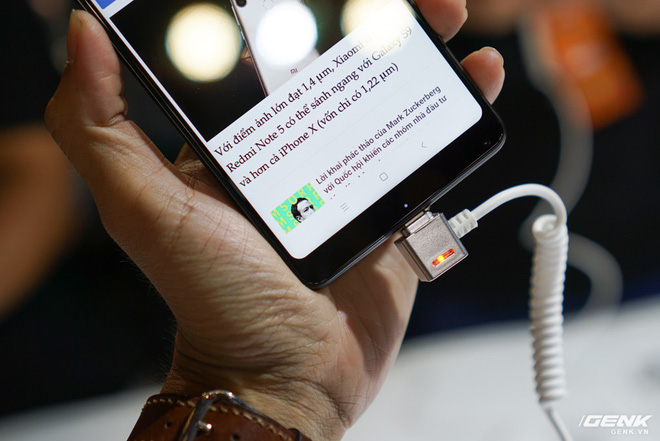 Với điểm ảnh lớn đạt 1,4 µm, Xiaomi
Redmi Note 5 có thể sánh ngang với Galaxy S9
và hơn cả iPhone X (vốn chỉ có 1,22 µm)
Lời khai phác thảo của Mark Zuckerberg
với Quốc hội khiến các nhóm nhà đầu tư
GENK
GENK.VN